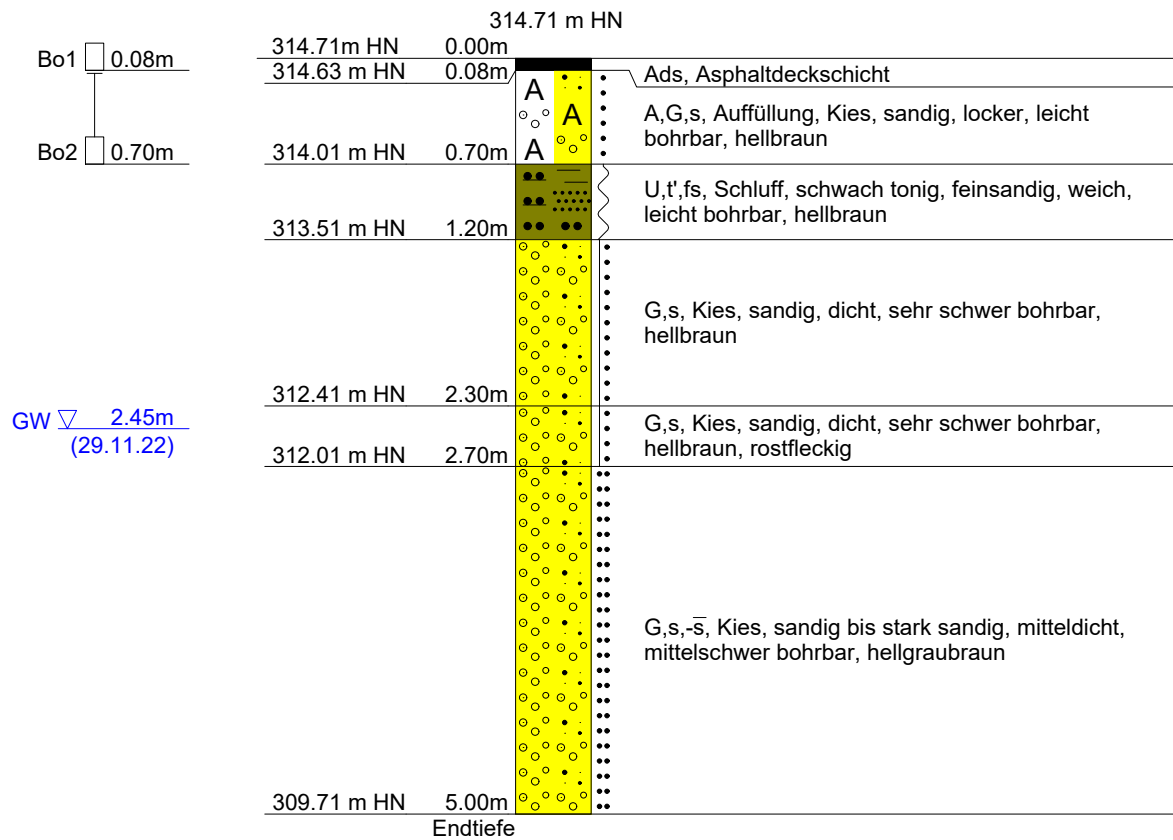 314.71 m HN
314.71m HN 0.00m
Bo1 0.08m
314.63 m HN 0.08m
Ads, Asphaltdeckschicht
A
A
A
A,G,s, Auffüllung, Kies, sandig, locker, leicht
bohrbar, hellbraun
Bo2 0.70m
314.01 m HN 0.70m
U,t',fs, Schluff, schwach tonig, feinsandig, weich,
leicht bohrbar, hellbraun
313.51 m HN 1.20m
G,s, Kies, sandig, dicht, sehr schwer bohrbar,
hellbraun
312.41 m HN 2.30m
GW 2.45m
(29.11.22)
G,s, Kies, sandig, dicht, sehr schwer bohrbar,
hellbraun, rostfleckig
312.01 m HN 2.70m
G,s,-s̅, Kies, sandig bis stark sandig, mitteldicht,
mittelschwer bohrbar, hellgraubraun
309.71 m HN 5.00m
Endtiefe